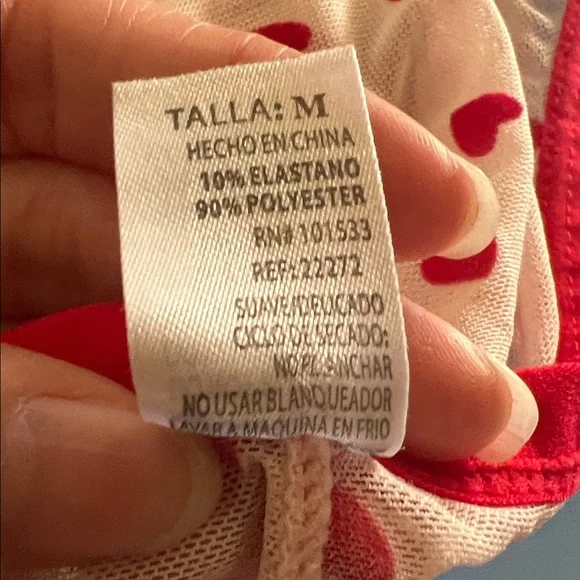 TALLA: M
HECHO EN CHINA
10% ELASTANO
90% POLYESTER
RN# 101533
REF: 22272
SUAVE/DELICADO
CICLO DE SECADO:
NO PLANCHAR
NO USAR BLANQUEADOR
LAVAR A MAQUINA EN FRIO